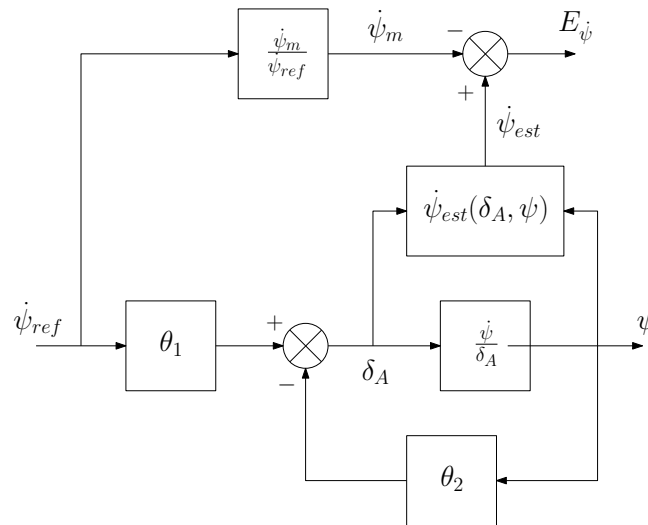 ψ̇_m/ψ̇_ref
ψ̇_m
−
+
E_ψ̇
ψ̇_est
ψ̇_est(δ_A, ψ)
ψ̇_ref
θ_1
+
−
δ_A
ψ̇/δ_A
ψ
θ_2